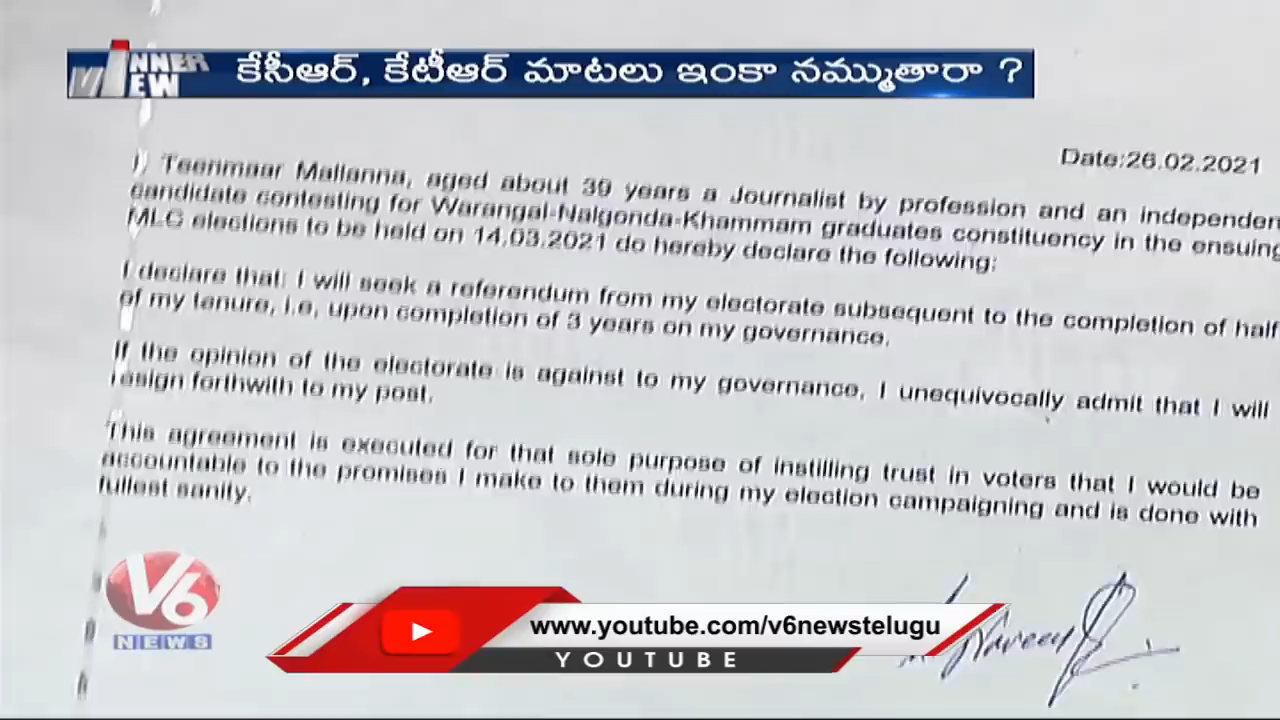 INNER VIEW
కేసీఆర్, కేటీఆర్ మాటలు ఇంకా నమ్ముతారా ?
Date:26.02.2021
I, Teenmaar Mallanna, aged about 39 years a Journalist by profession and an independen
candidate contesting for Warangal-Nalgonda-Khammam graduates constituency in the ensuing
MLC elections to be held on 14.03.2021 do hereby declare the following;
I declare that: I will seek a referendum from my electorate subsequent to the completion of half
of my tenure, i.e, upon completion of 3 years on my governance.
If the opinion of the electorate is against to my governance, I unequivocally admit that I will
resign forthwith to my post.
This agreement is executed for that sole purpose of instilling trust in voters that I would be
accountable to the promises I make to them during my election campaigning and is done with
fullest sanity.
V6
NEWS
www.youtube.com/v6newstelugu
YOUTUBE